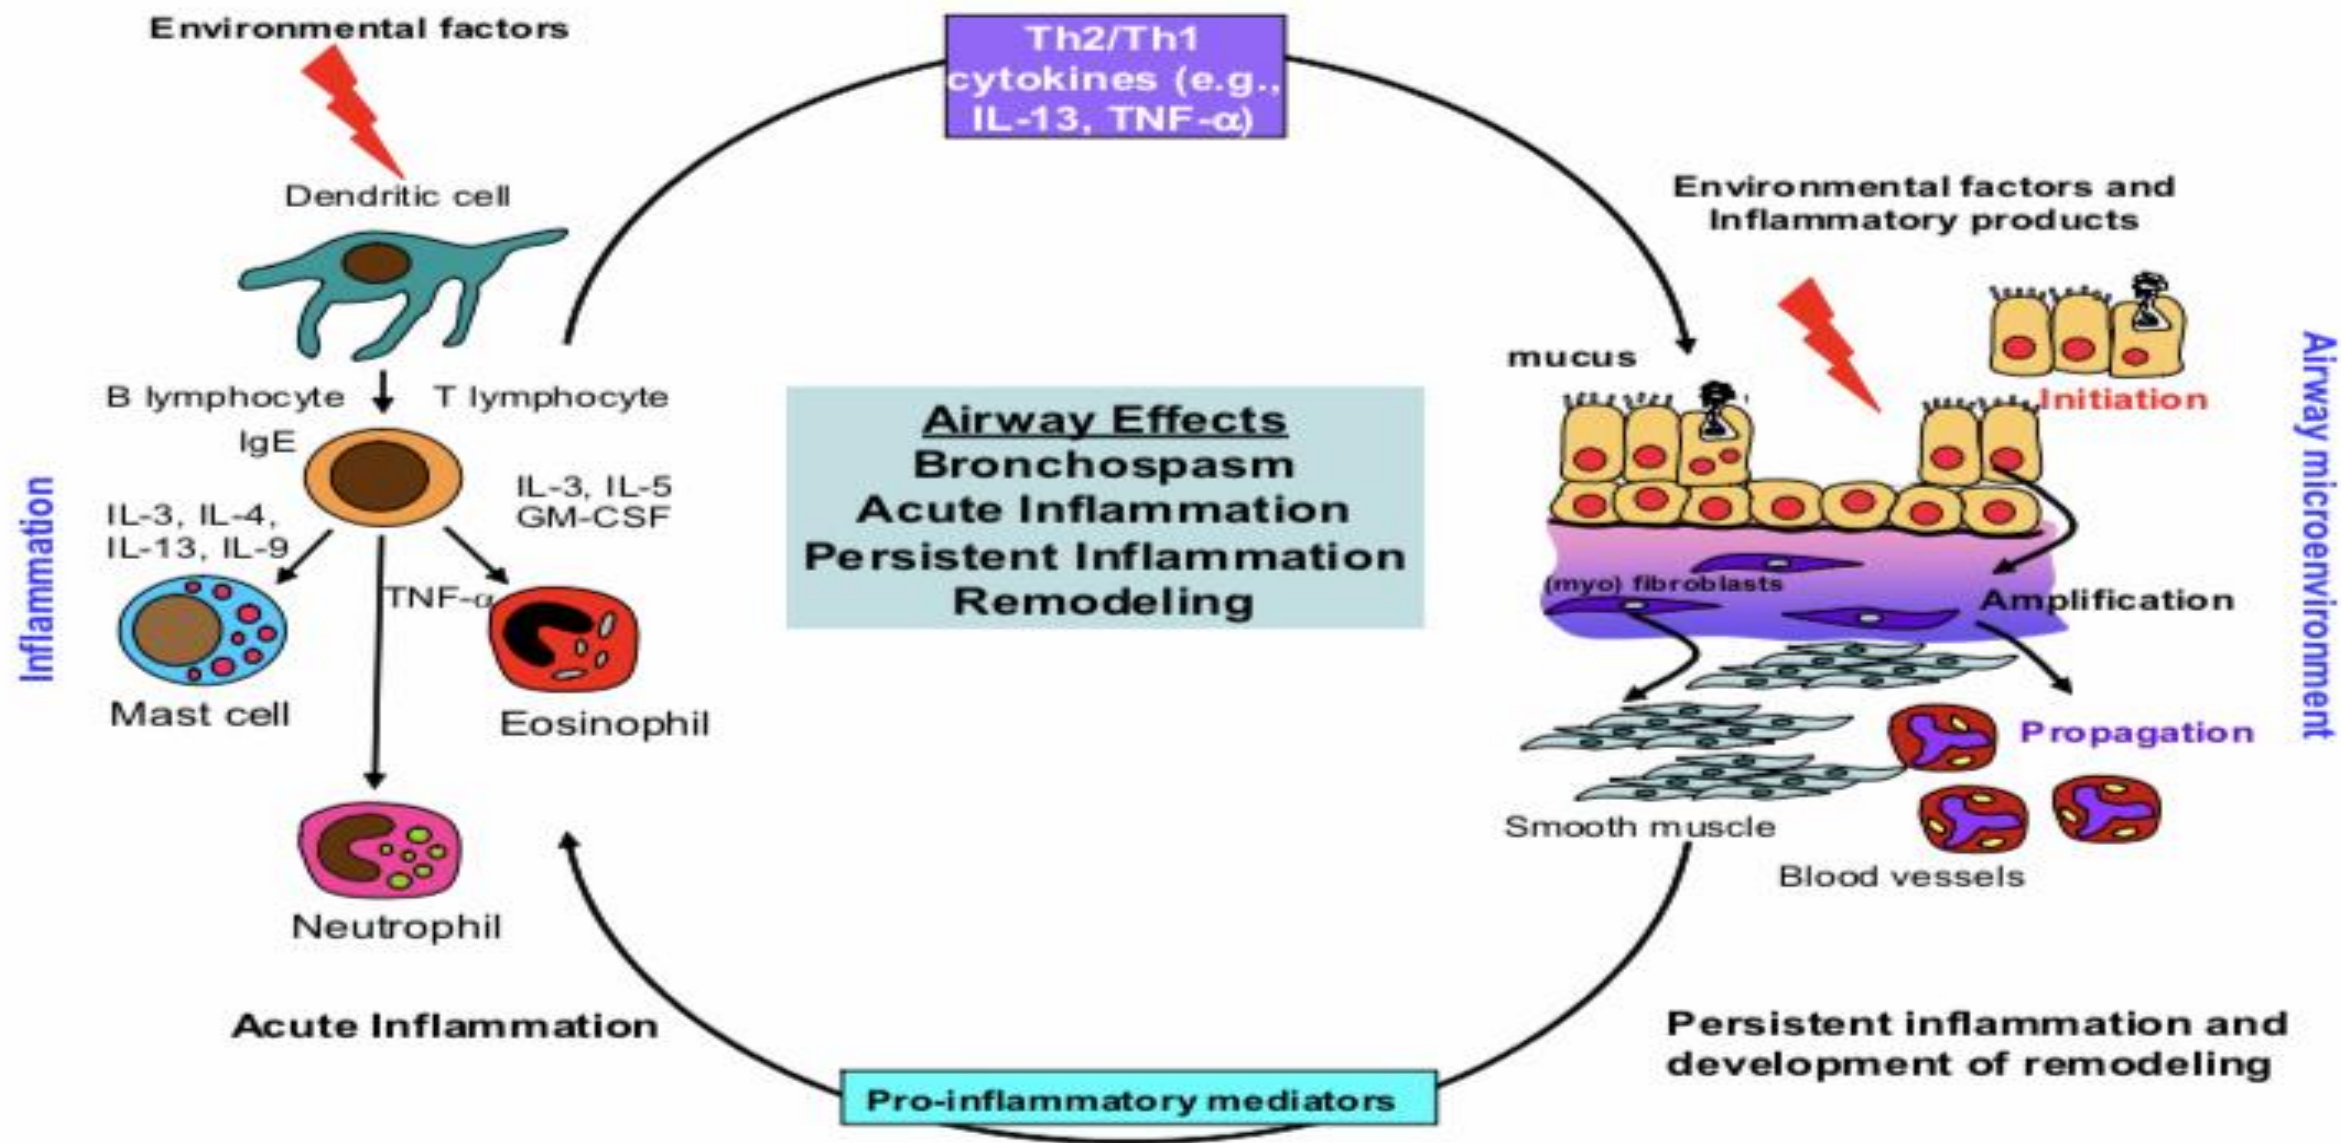 Environmental factors
Dendritic cell
B lymphocyte
T lymphocyte
IgE
IL-3, IL-5
GM-CSF
IL-3, IL-4,
IL-13, IL-9
TNF-α
Mast cell
Eosinophil
Neutrophil
Acute Inflammation
Inflammation
Th2/Th1
cytokines (e.g.,
IL-13, TNF-α)
Airway Effects
Bronchospasm
Acute Inflammation
Persistent Inflammation
Remodeling
Pro-inflammatory mediators
Environmental factors and
Inflammatory products
mucus
Initiation
(myo) fibroblasts
Amplification
Propagation
Smooth muscle
Blood vessels
Persistent inflammation and
development of remodeling
Airway microenvironment